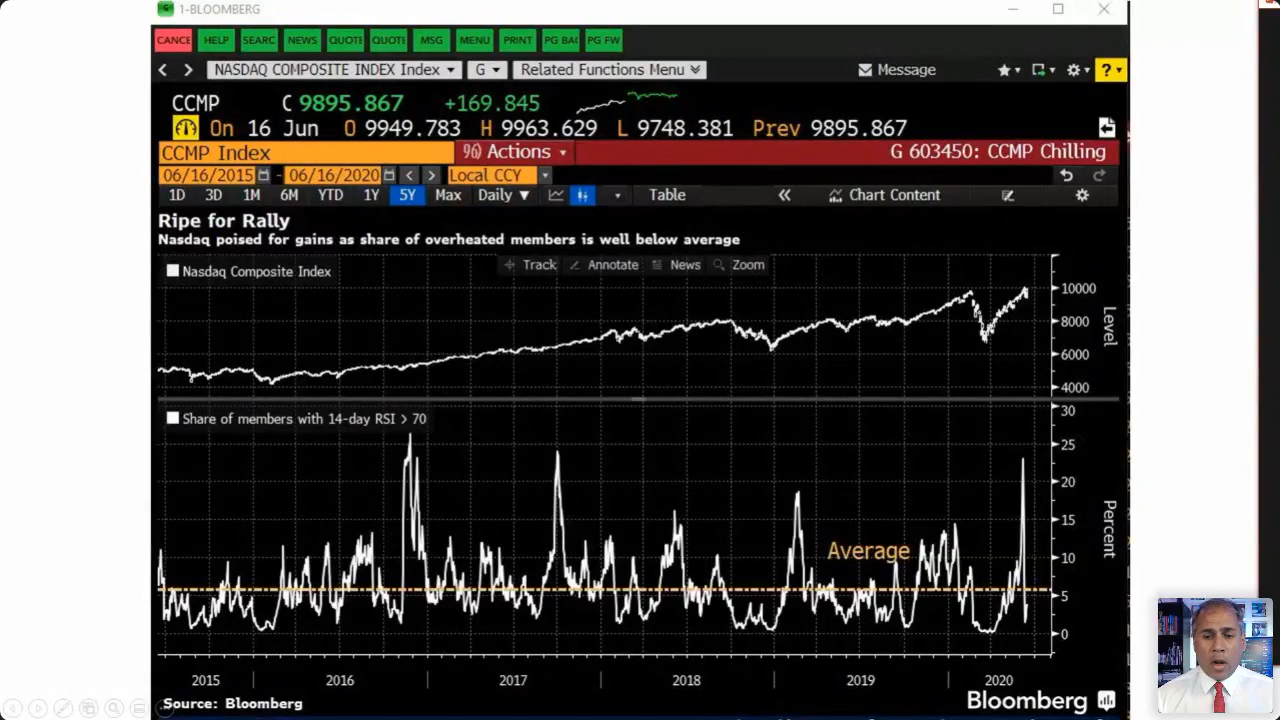 1-BLOOMBERG
CANCE HELP SEARC NEWS QUOTE QUOTE MSG MENU PRINT PG BA PG FW
NASDAQ COMPOSITE INDEX Index G Related Functions Menu Message ?
CCMP C 9895.867 +169.845
On 16 Jun O 9949.783 H 9963.629 L 9748.381 Prev 9895.867
CCMP Index 90 Actions G 603450: CCMP Chilling
06/16/2015 - 06/16/2020 Local CCY
1D 3D 1M 6M YTD 1Y 5Y Max Daily Table Chart Content
Ripe for Rally
Nasdaq poised for gains as share of overheated members is well below average
Track Annotate News Zoom
Nasdaq Composite Index
10000
8000
6000
4000
Level
Share of members with 14-day RSI > 70
30
25
20
15
10
5
0
Percent
Average
2015 2016 2017 2018 2019 2020
Source: Bloomberg
Bloomberg